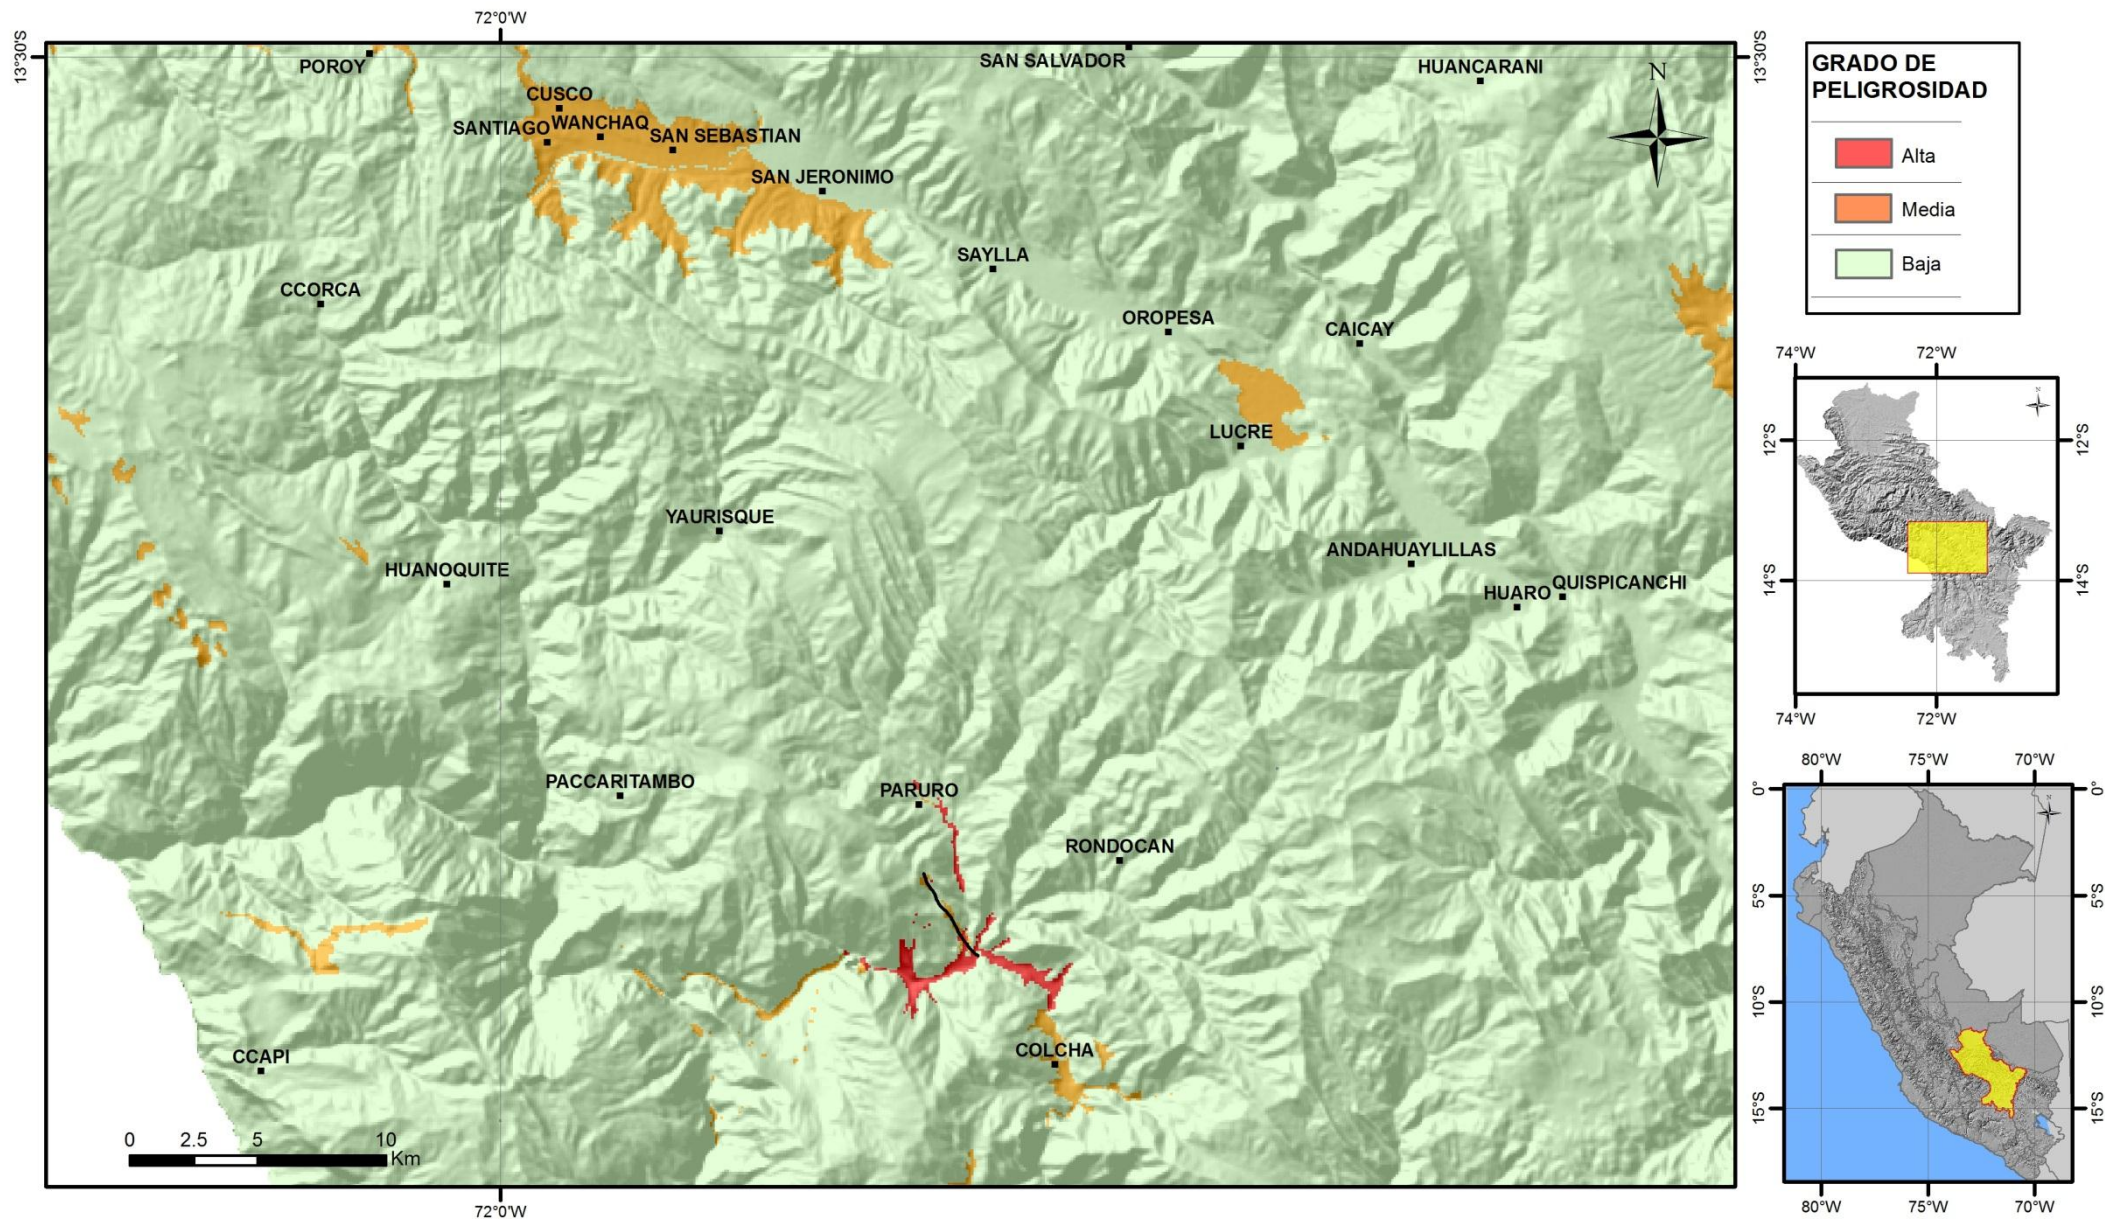 72°0'W
13°30'S
13°30'S
POROY
SAN SALVADOR
HUANCARANI
N
CUSCO
SANTIAGO
WANCHAQ
SAN SEBASTIAN
SAN JERONIMO
SAYLLA
CCORCA
OROPESA
CAICAY
LUCRE
YAURISQUE
HUANOQUITE
ANDAHUAYLILLAS
HUARO
QUISPICANCHI
PACCARITAMBO
PARURO
RONDOCAN
COLCHA
CCAPI
0 2.5 5 10
Km
72°0'W
GRADO DE
PELIGROSIDAD
Alta
Media
Baja
74°W 72°W
N
12°S
12°S
14°S
14°S
74°W 72°W
80°W 75°W 70°W
0°
0°
N
5°S
5°S
10°S
10°S
15°S
15°S
80°W 75°W 70°W